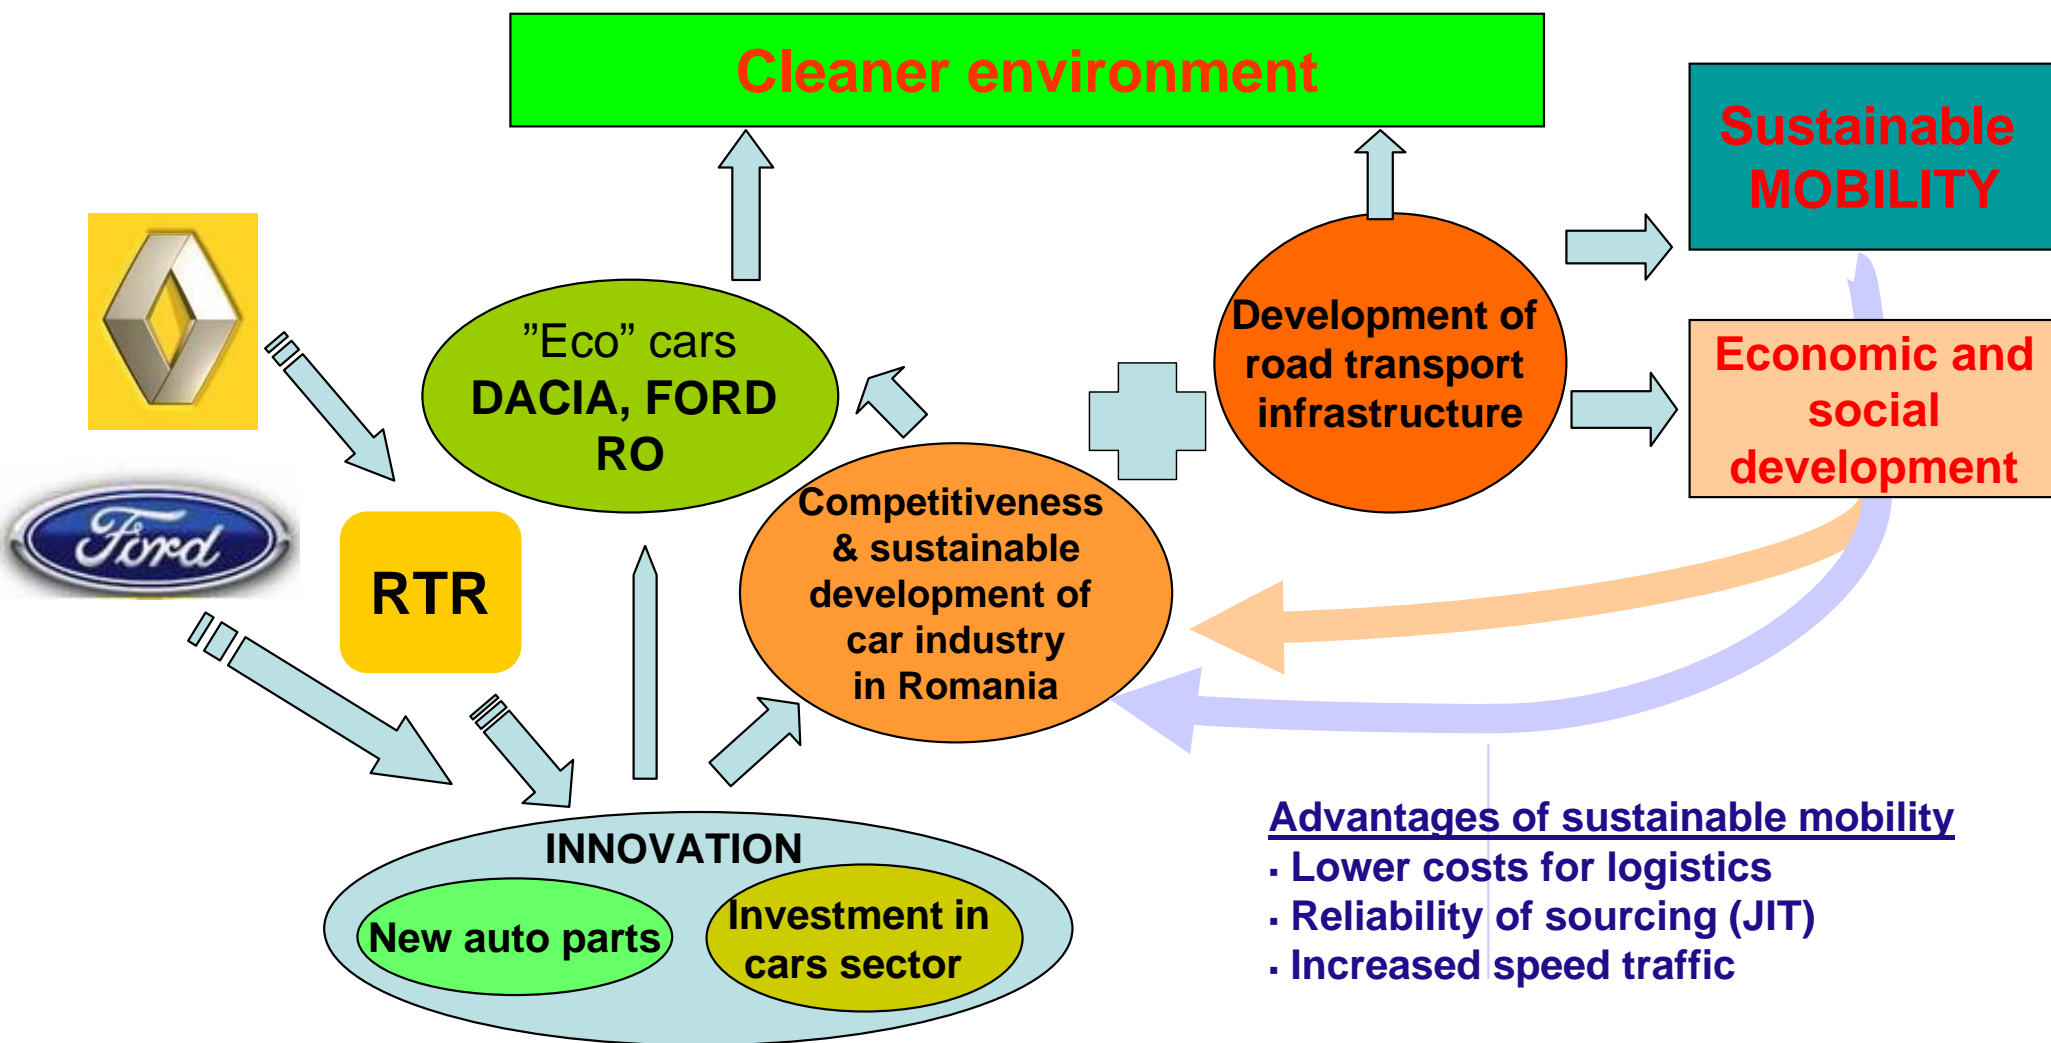 Cleaner environment
Sustainable
MOBILITY
”Eco” cars
DACIA, FORD
RO
Development of
road transport
infrastructure
Economic and
social
development
Ford
RTR
Competitiveness
& sustainable
development of
car industry
in Romania
INNOVATION
New auto parts
Investment in
cars sector
Advantages of sustainable mobility
▪ Lower costs for logistics
▪ Reliability of sourcing (JIT)
▪ Increased speed traffic